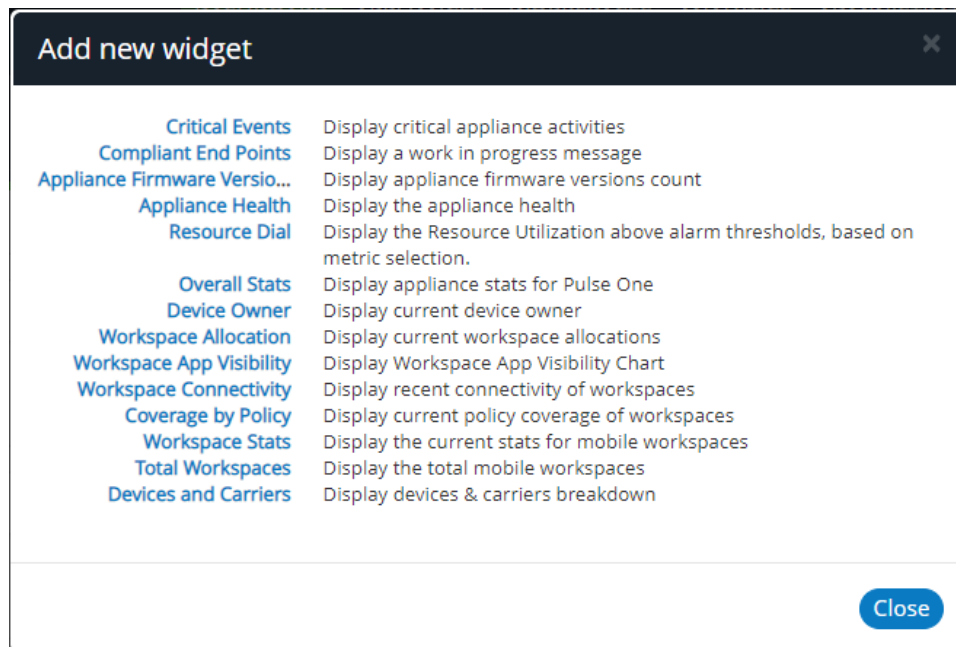 Add new widget
Critical Events Display critical appliance activities
Compliant End Points Display a work in progress message
Appliance Firmware Versio... Display appliance firmware versions count
Appliance Health Display the appliance health
Resource Dial Display the Resource Utilization above alarm thresholds, based on
metric selection.
Overall Stats Display appliance stats for Pulse One
Device Owner Display current device owner
Workspace Allocation Display current workspace allocations
Workspace App Visibility Display Workspace App Visibility Chart
Workspace Connectivity Display recent connectivity of workspaces
Coverage by Policy Display current policy coverage of workspaces
Workspace Stats Display the current stats for mobile workspaces
Total Workspaces Display the total mobile workspaces
Devices and Carriers Display devices & carriers breakdown
Close